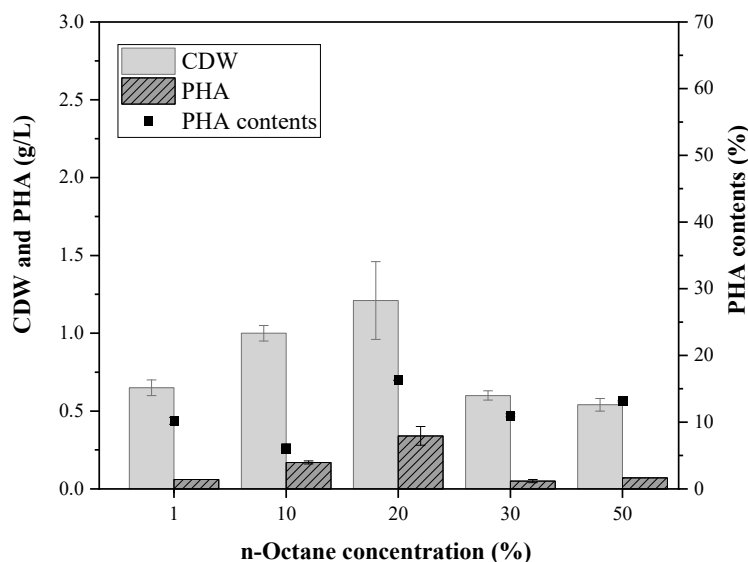 CDW
PHA
PHA contents
CDW and PHA (g/L)
3.0
2.5
2.0
1.5
1.0
0.5
0.0
PHA contents (%)
70
60
50
40
30
20
10
0
1 10 20 30 50
n-Octane concentration (%)